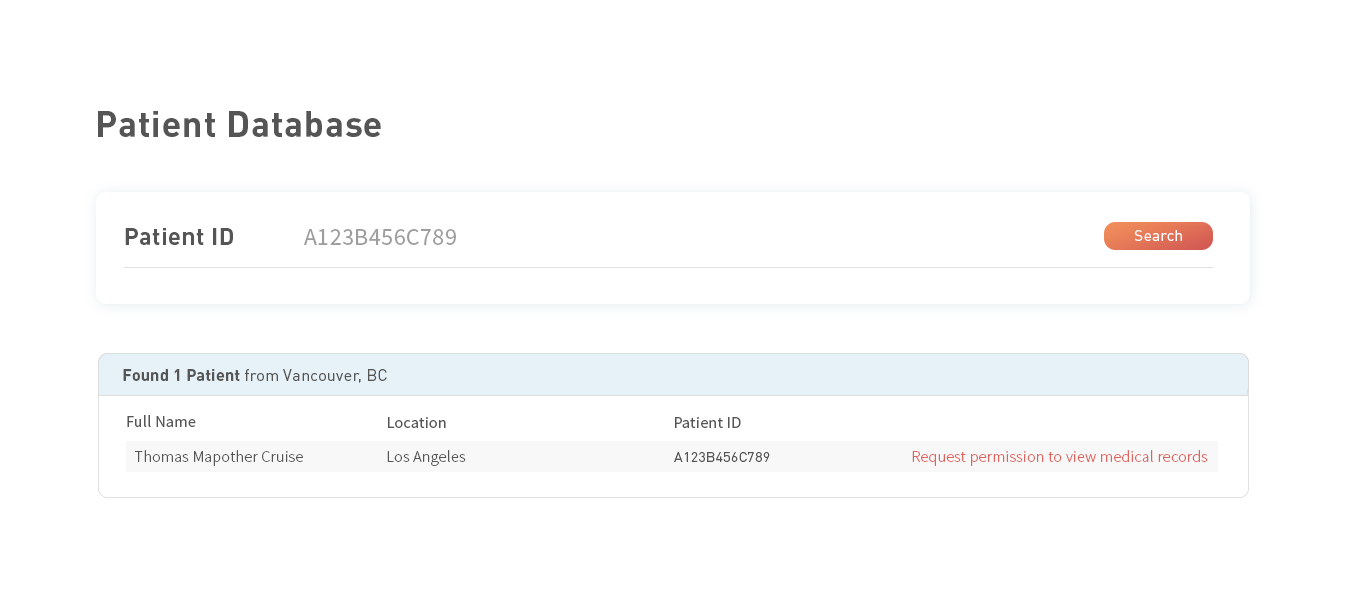 Patient Database
Patient ID A123B456C789 Search
Found 1 Patient from Vancouver, BC
Full Name Location Patient ID
Thomas Mapother Cruise Los Angeles A123B456C789 Request permission to view medical records